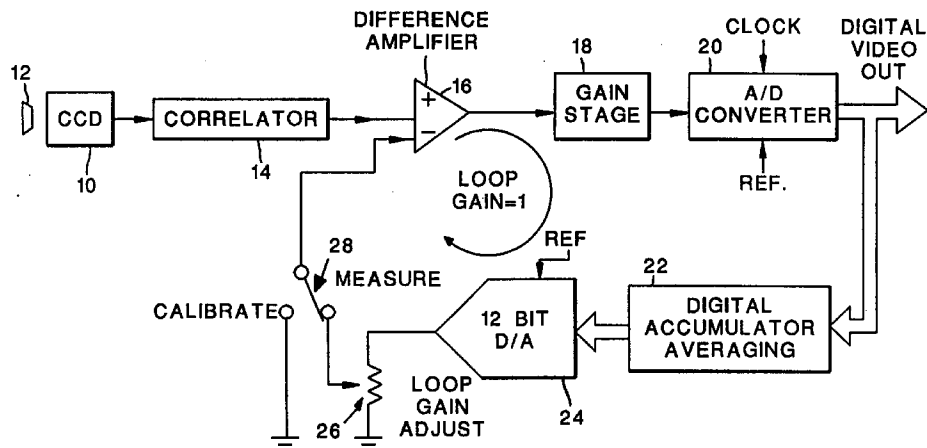 DIFFERENCE
AMPLIFIER
12
CCD
10
CORRELATOR
14
+
−
16
18
GAIN
STAGE
CLOCK
20
A/D
CONVERTER
REF.
DIGITAL
VIDEO
OUT
LOOP
GAIN=1
28
MEASURE
CALIBRATE
REF
12 BIT
D/A
24
22
DIGITAL
ACCUMULATOR
AVERAGING
26
LOOP
GAIN
ADJUST